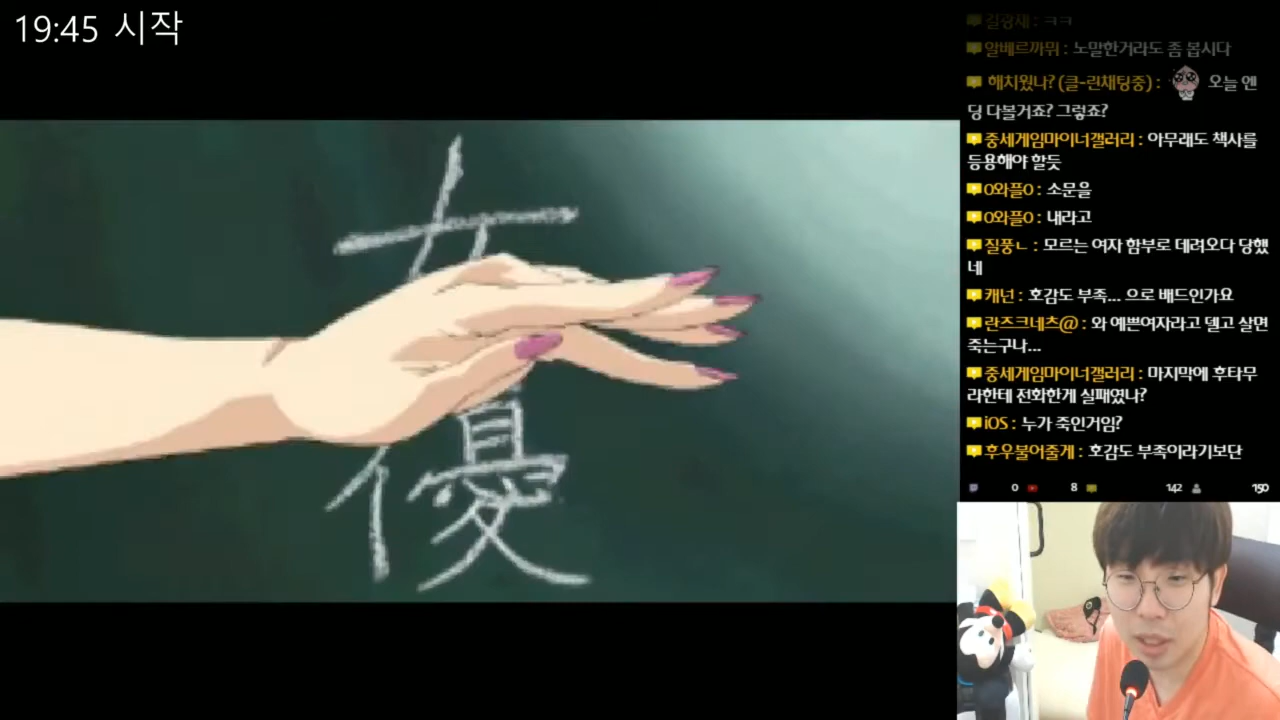 19:45 시작
女
優
길광재 : ㅋㅋ
알베르까뮈 : 노말한거라도 좀 봅시다
해치웠나? (클-린채팅중) : 오늘 엔
딩 다볼거죠? 그렇죠?
중세게임마이너갤러리 : 아무래도 책사를
등용해야 할듯
0와플0 : 소문을
0와플0 : 내라고
질풍ㄴ : 모르는 여자 함부로 데려오다 당했
네
캐넌 : 호감도 부족... 으로 배드인가요
란즈크네츠@ : 와 예쁜여자라고 델고 살면
죽는구나...
중세게임마이너갤러리 : 마지막에 후타무
라한테 전화한게 실패였나?
iOS : 누가 죽인거임?
후우불어줄게 : 호감도 부족이라기보단
0 8 142 150